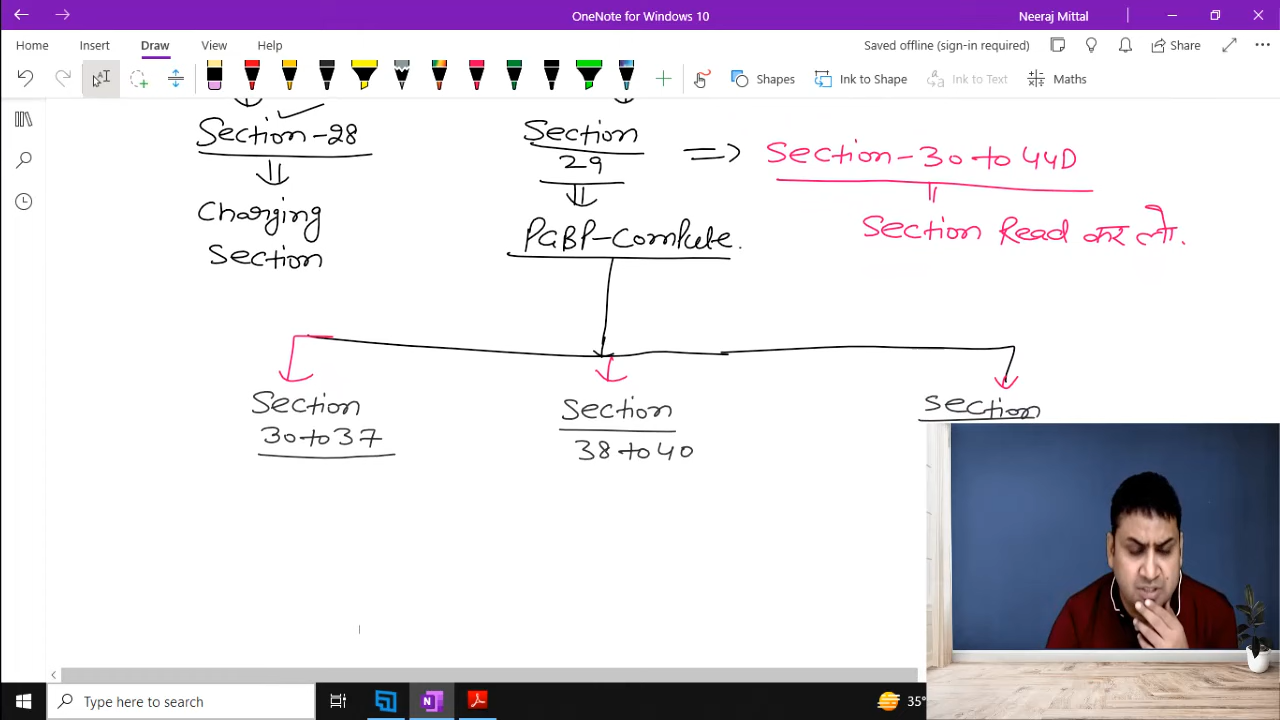 OneNote for Windows 10
Neeraj Mittal
Home Insert Draw View Help
Saved offline (sign-in required)
Share
Shapes
Ink to Shape
Ink to Text
Maths
Section-28
Section
29
=> Section-30 to 44D
Section Read कर लो.
Charging
Section
PGBP-Complete.
Section
30 to 37
Section
38 to 40
Section
Type here to search
35°